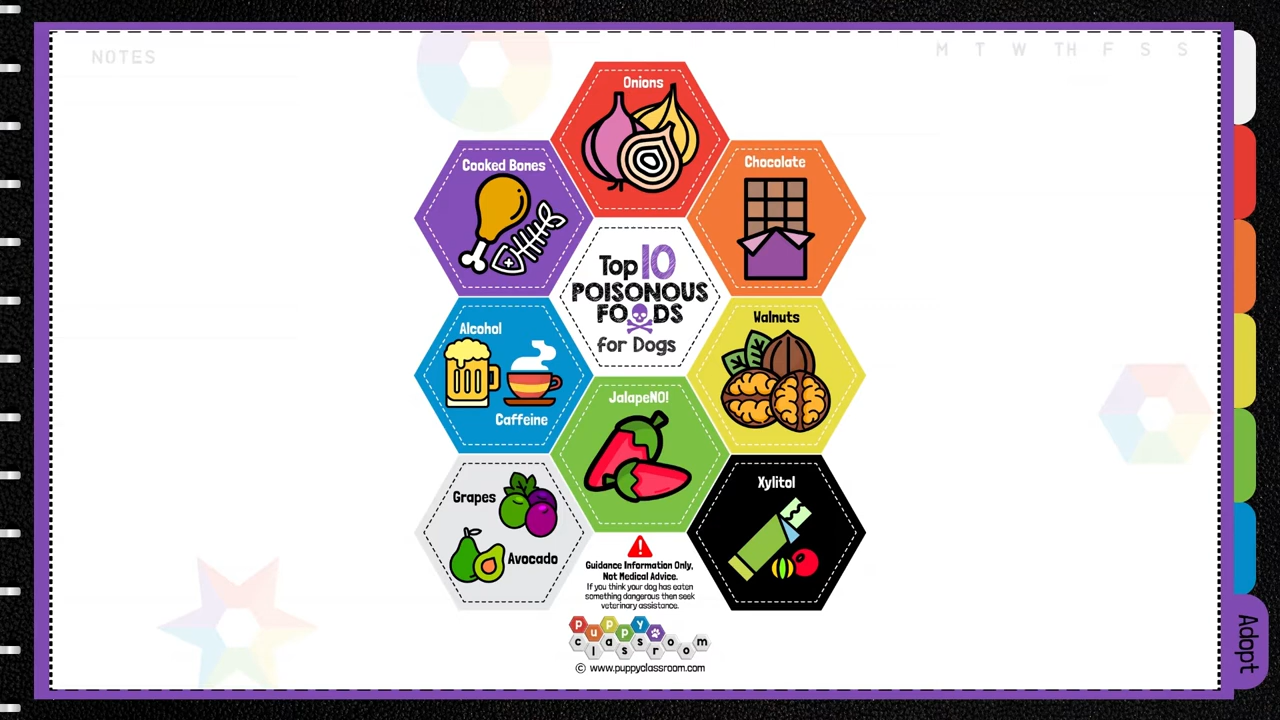 NOTES
M T W TH F S S
Onions
Cooked Bones
Chocolate
Top 10
POISONOUS
FOODS
for Dogs
Alcohol
Caffeine
Walnuts
JalapeNO!
Grapes
Avocado
Xylitol
Guidance Information Only,
Not Medical Advice.
If you think your dog has eaten
something dangerous then seek
veterinary assistance.
puppy
classroom
© www.puppyclassroom.com
Adopt